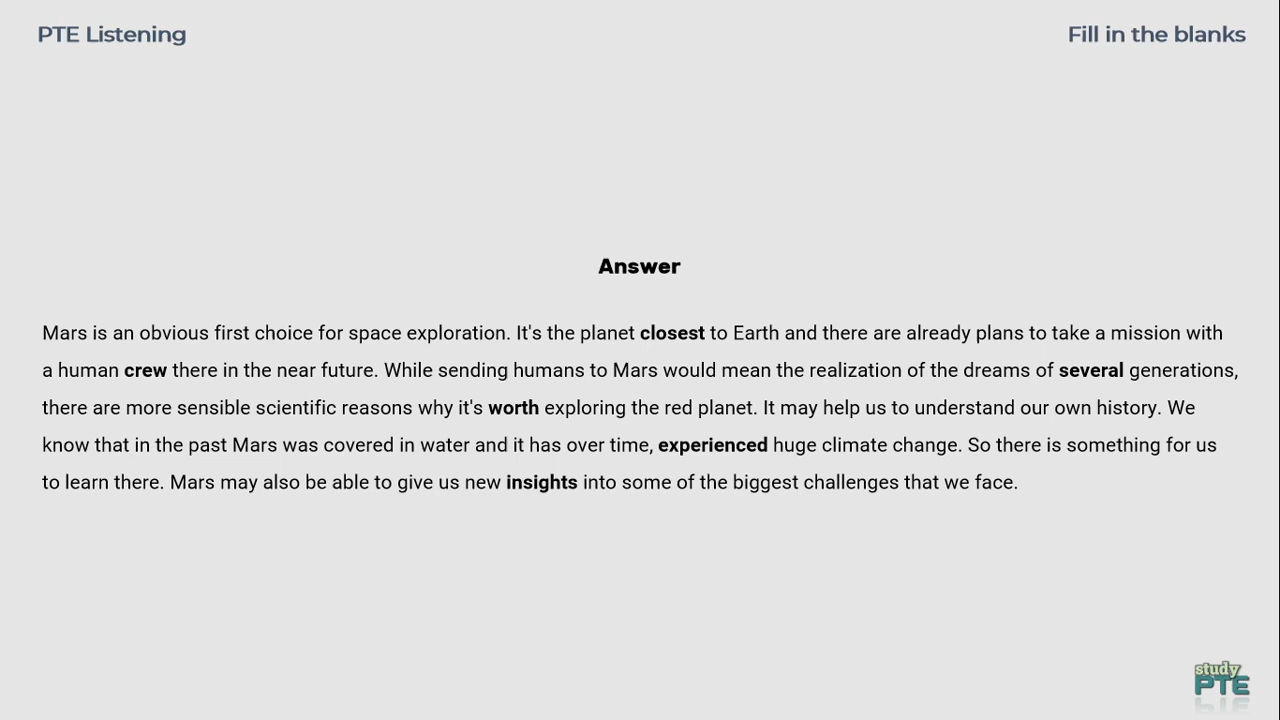 PTE Listening
Fill in the blanks
Answer
Mars is an obvious first choice for space exploration. It's the planet closest to Earth and there are already plans to take a mission with
a human crew there in the near future. While sending humans to Mars would mean the realization of the dreams of several generations,
there are more sensible scientific reasons why it's worth exploring the red planet. It may help us to understand our own history. We
know that in the past Mars was covered in water and it has over time, experienced huge climate change. So there is something for us
to learn there. Mars may also be able to give us new insights into some of the biggest challenges that we face.
study
PTE